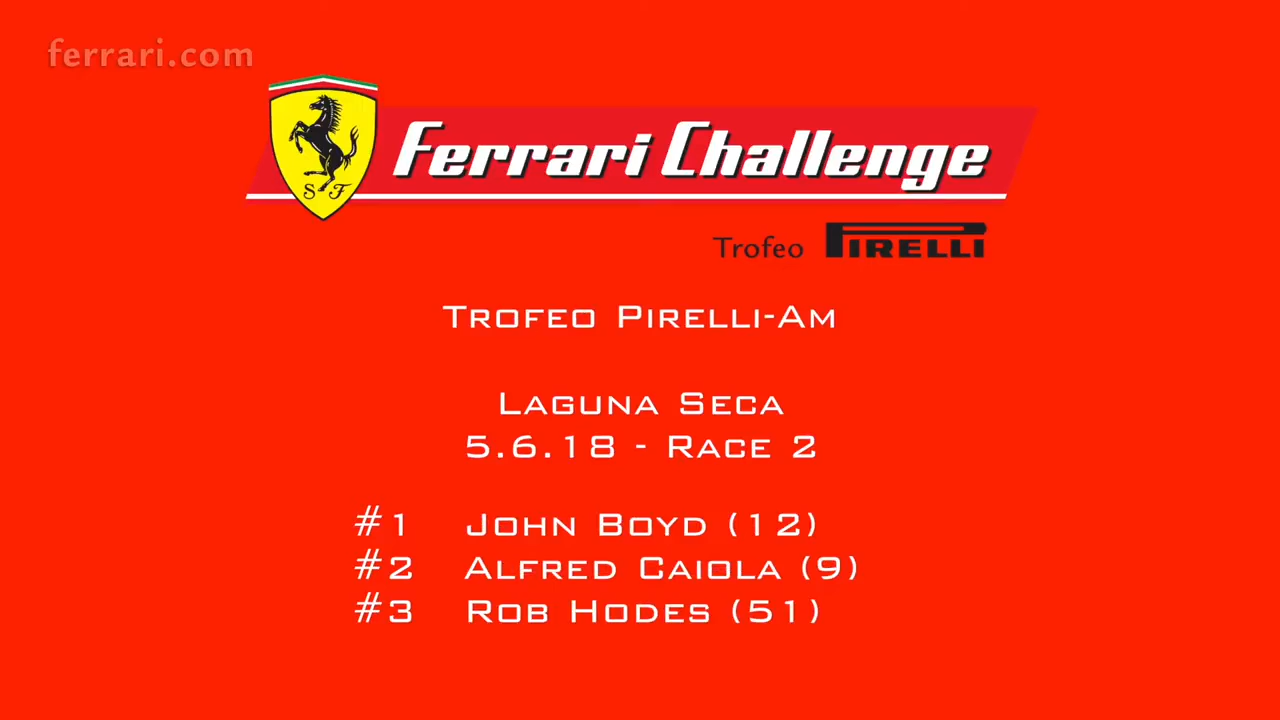 ferrari.com
Ferrari Challenge
S F
Trofeo PIRELLI
Trofeo Pirelli-Am
Laguna Seca
5.6.18 - Race 2
#1 John Boyd (12)
#2 Alfred Caiola (9)
#3 Rob Hodes (51)